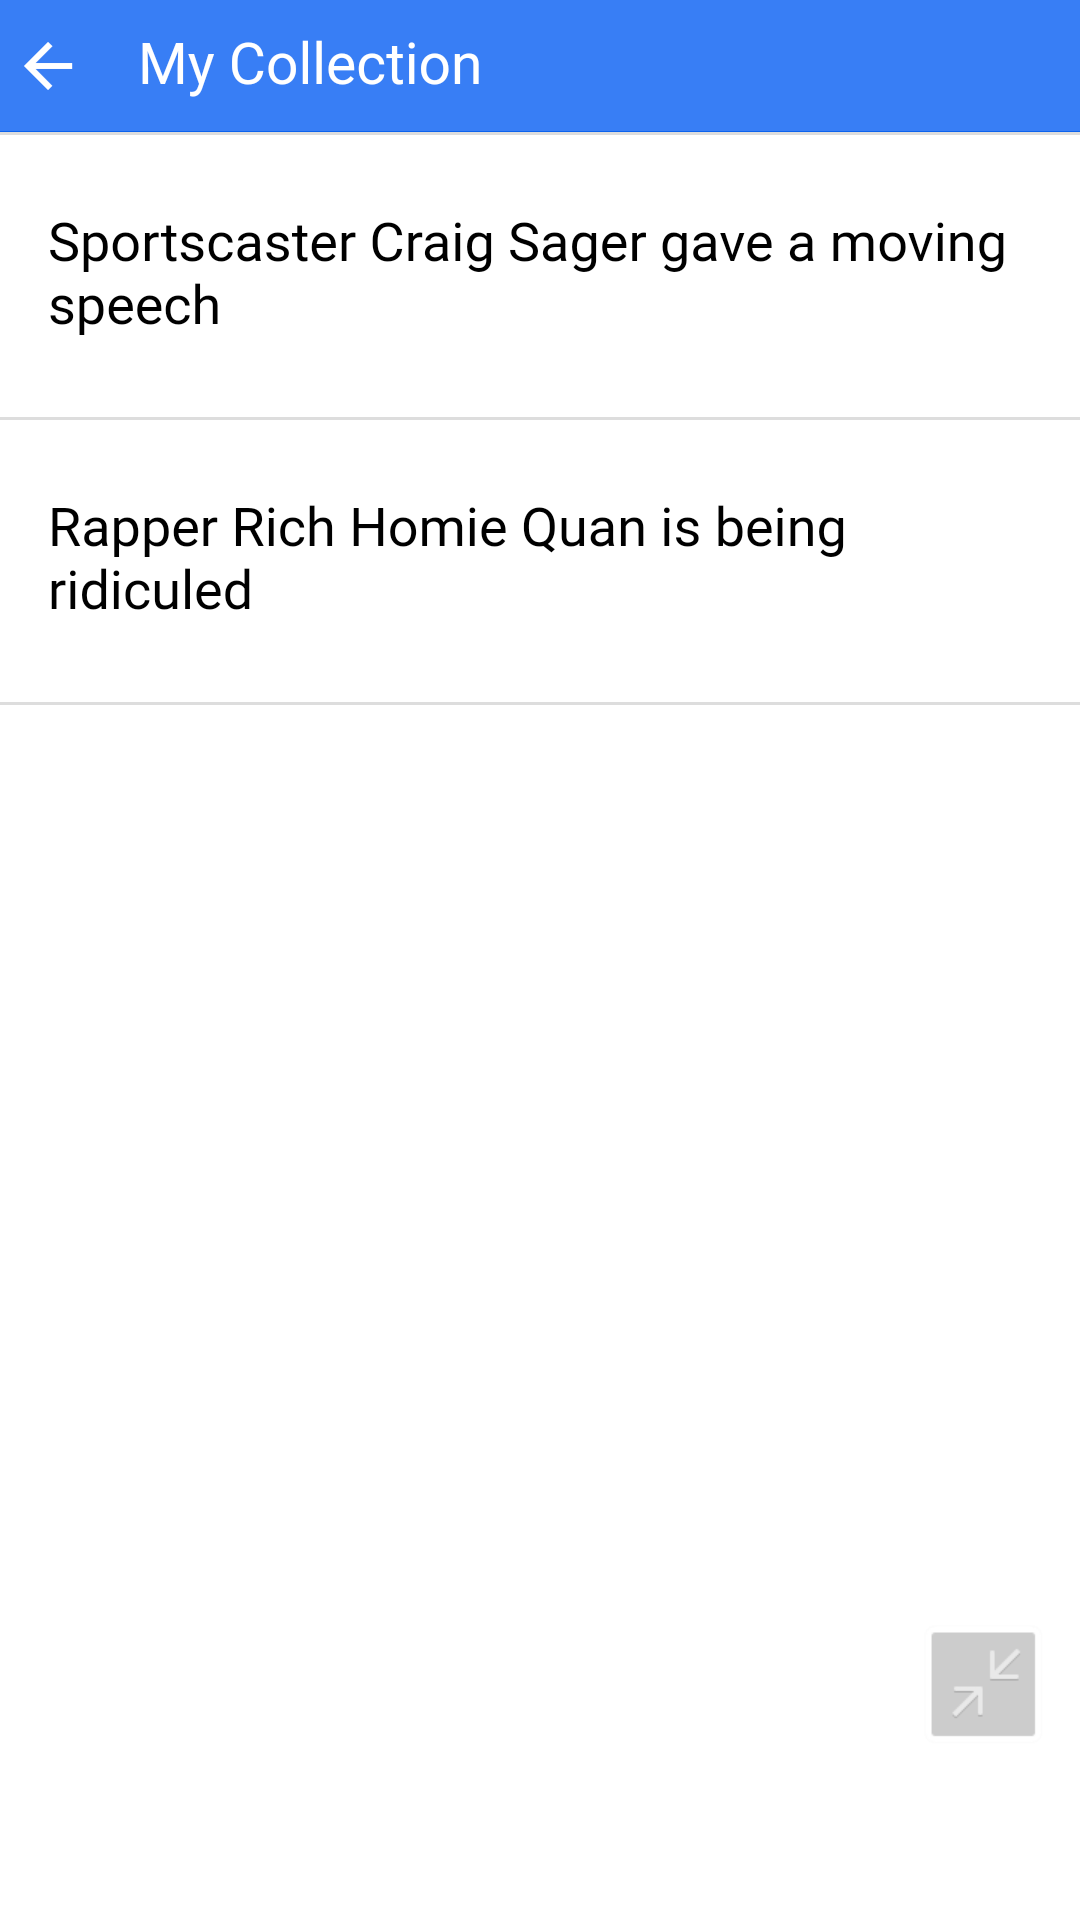 My Collection
Sportscaster Craig Sager gave a moving
speech
Rapper Rich Homie Quan is being
ridiculed